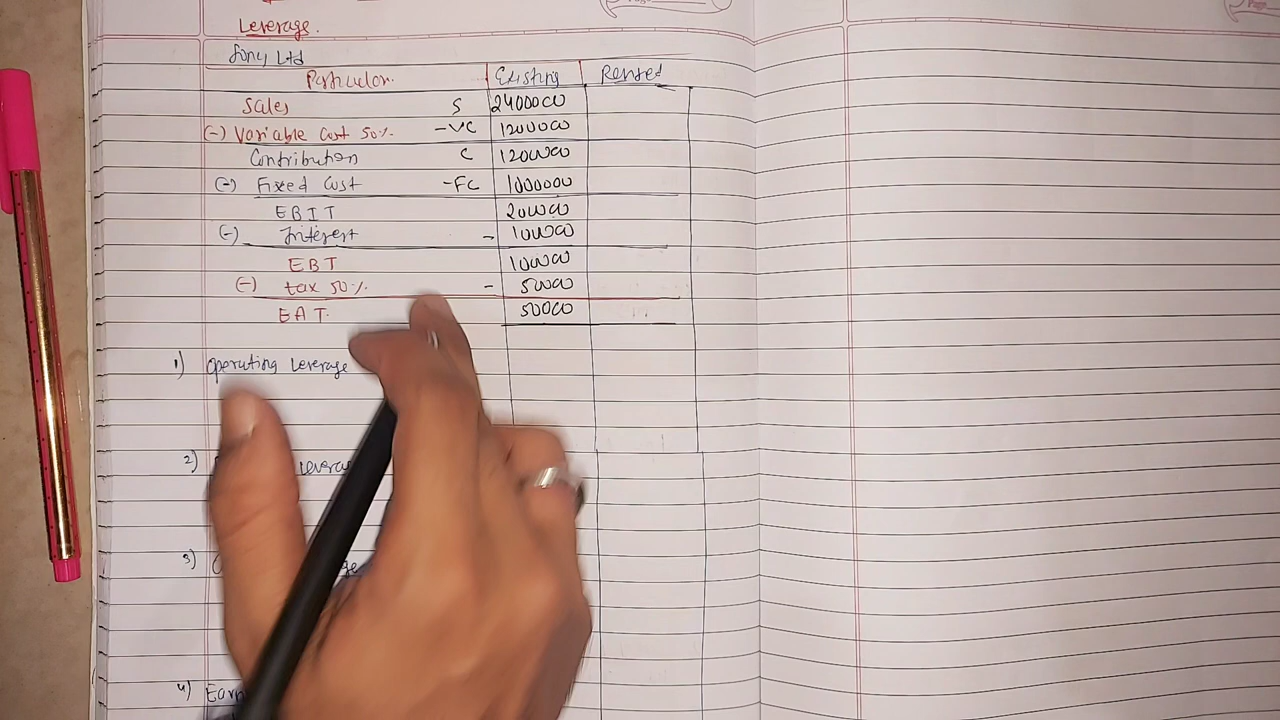 Leverage.
Sony Ltd
Particular. Existing Revised
Sales S 2400000
(-) Variable Cost 50% -VC 1200000
Contribution C 1200000
(-) Fixed Cost -FC 1000000
EBIT 200000
(-) Interest - 100000
EBT 100000
(-) tax 50% - 50000
EAT. 50000
1) Operating Leverage
2)
3)
4)